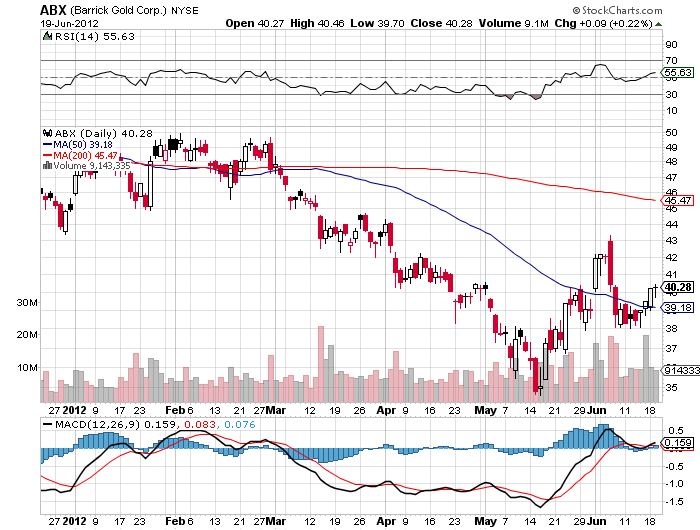 ABX (Barrick Gold Corp.) NYSE
© StockCharts.com
19-Jun-2012
Open 40.27 High 40.46 Low 39.70 Close 40.28 Volume 9.1M Chg +0.09 (+0.22%)
RSI(14) 55.63
90
70
55.63
50
30
10
ABX (Daily) 40.28
MA(50) 39.18
MA(200) 45.47
Volume 9,143,335
50
49
48
47
46
45.47
44
43
42
41
40.28
40
39.18
38
37
36
35
30M
20M
10M
9143335
27 2012 9 17 23 Feb 6 13 21 27 Mar 12 19 26 Apr 9 16 23 May 7 14 21 29 Jun 11 18
MACD(12,26,9) 0.159, 0.083, 0.076
0.5
0.159
0.0
-0.5
-1.0
-1.5
27 2012 9 17 23 Feb 6 13 21 27 Mar 12 19 26 Apr 9 16 23 May 7 14 21 29 Jun 11 18